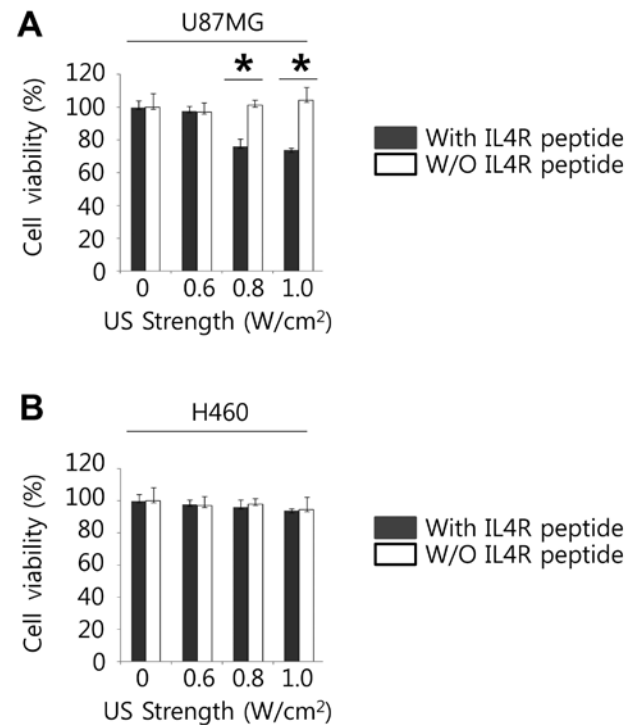 A
U87MG
* *
120
100
80
60
40
20
0
Cell viability (%)
0 0.6 0.8 1.0
US Strength (W/cm²)
With IL4R peptide
W/O IL4R peptide
B
H460
120
100
80
60
40
20
0
Cell viability (%)
0 0.6 0.8 1.0
US Strength (W/cm²)
With IL4R peptide
W/O IL4R peptide